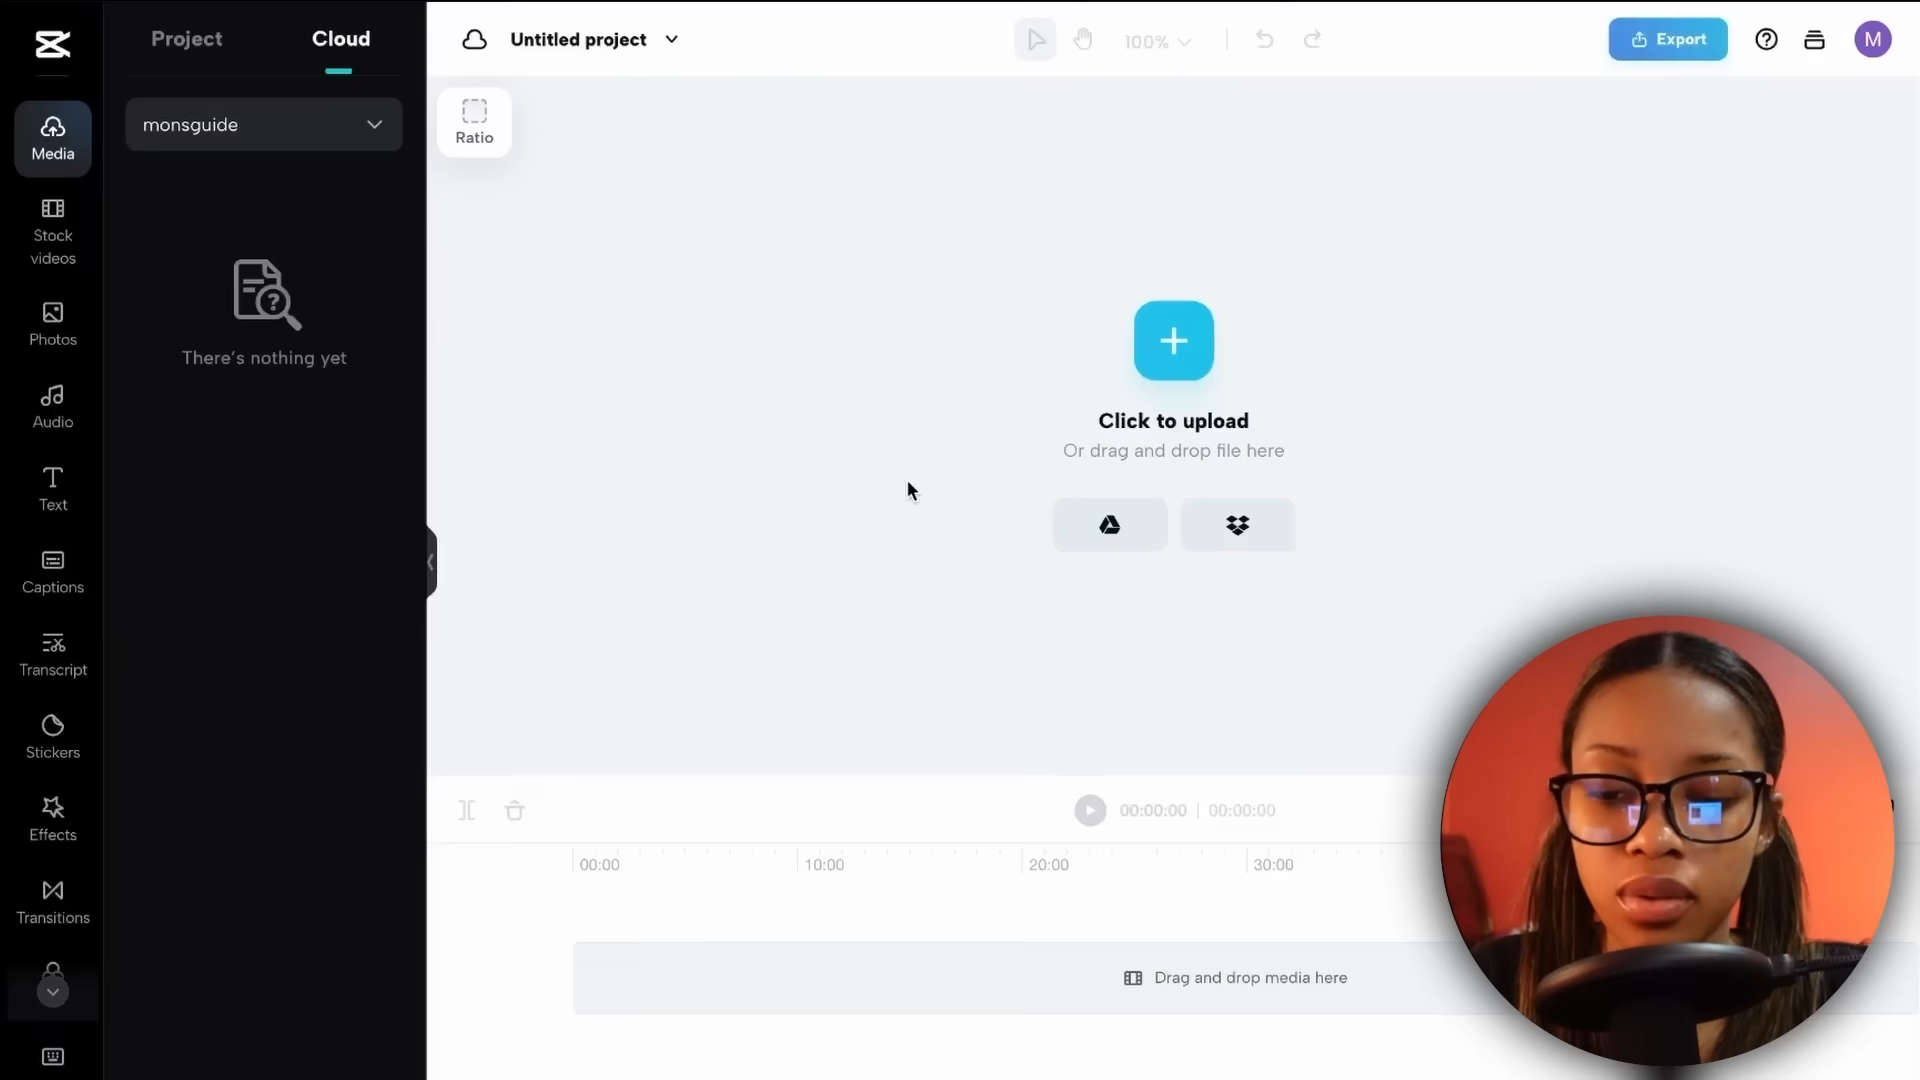 Project
Cloud
monsguide
There's nothing yet
Media
Stock
videos
Photos
Audio
Text
Captions
Transcript
Stickers
Effects
Transitions
Untitled project
100%
Export
M
Ratio
Click to upload
Or drag and drop file here
00:00:00 | 00:00:00
00:00
10:00
20:00
30:00
Drag and drop media here